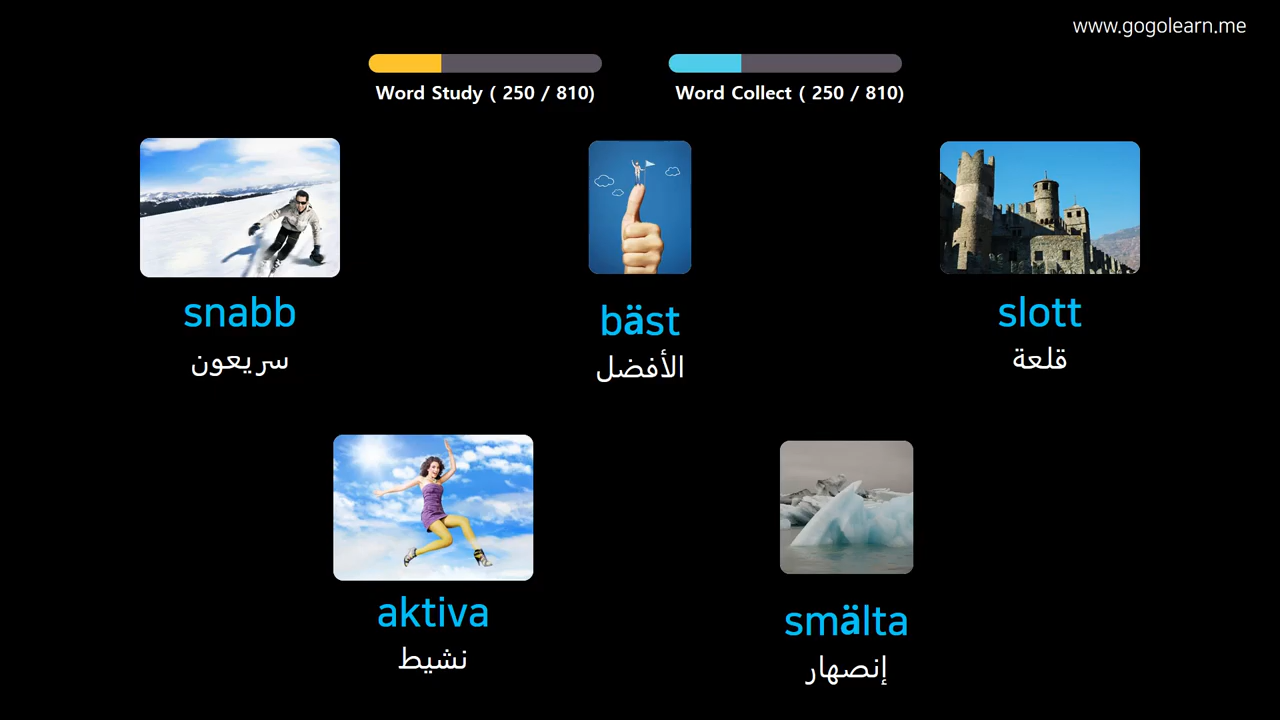 www.gogolearn.me
Word Study ( 250 / 810)
Word Collect ( 250 / 810)
snabb
سريعون
bäst
الأفضل
slott
قلعة
aktiva
نشيط
smälta
إنصهار